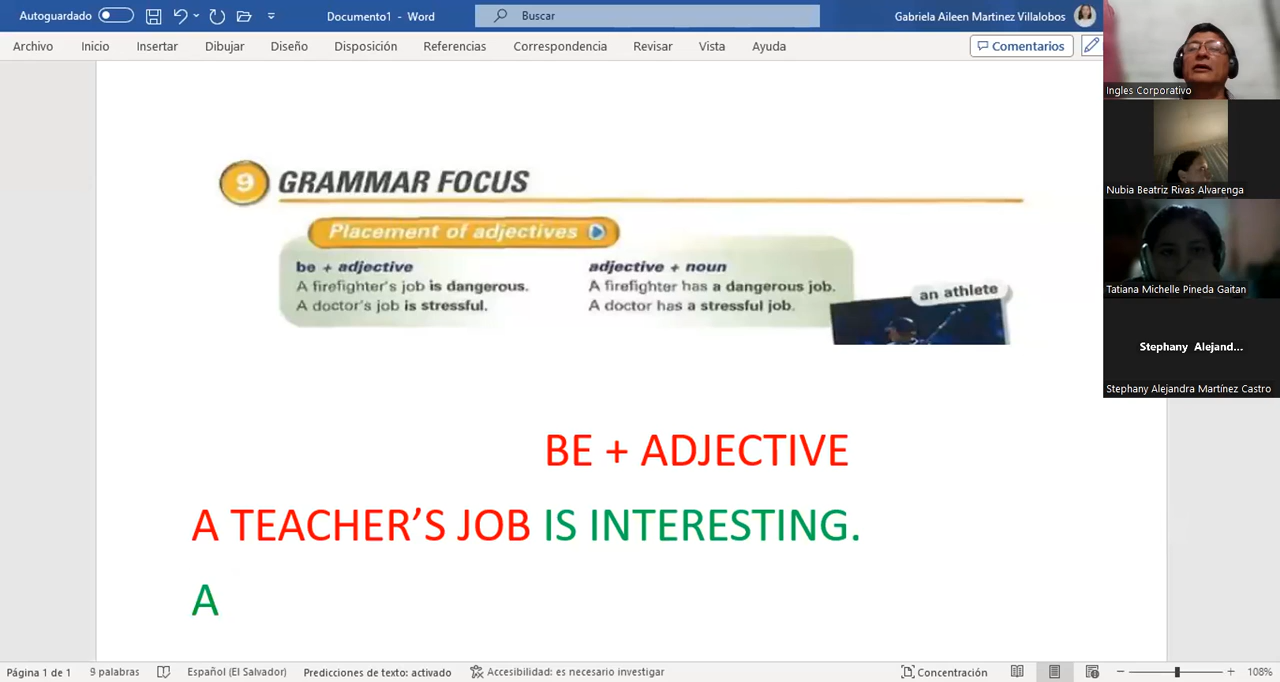 Autoguardado
Documento1 - Word
Buscar
Gabriela Aileen Martinez Villalobos
Archivo Inicio Insertar Dibujar Diseño Disposición Referencias Correspondencia Revisar Vista Ayuda
Comentarios
Ingles Corporativo
Nubia Beatriz Rivas Alvarenga
Tatiana Michelle Pineda Gaitan
Stephany Alejand...
Stephany Alejandra Martínez Castro
9 GRAMMAR FOCUS
Placement of adjectives
be + adjective
A firefighter's job is dangerous.
A doctor's job is stressful.
adjective + noun
A firefighter has a dangerous job.
A doctor has a stressful job.
an athlete
BE + ADJECTIVE
A TEACHER’S JOB IS INTERESTING.
A
Página 1 de 1 9 palabras Español (El Salvador) Predicciones de texto: activado Accesibilidad: es necesario investigar Concentración 108%